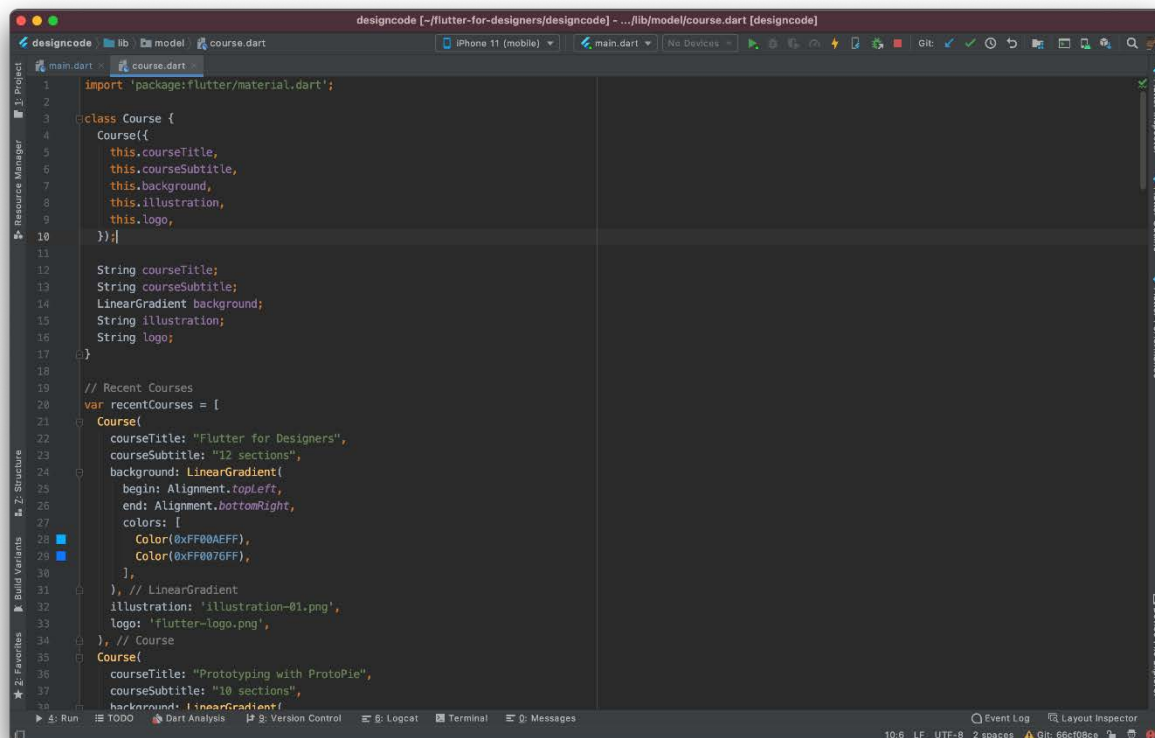 designcode [~/flutter-for-designers/designcode] - .../lib/model/course.dart [designcode]
designcode lib model course.dart iPhone 11 (mobile) main.dart No Devices Git:
main.dart course.dart
1 import 'package:flutter/material.dart';
2
3 class Course {
4 Course({
5 this.courseTitle,
6 this.courseSubtitle,
7 this.background,
8 this.illustration,
9 this.logo,
10 });
11
12 String courseTitle;
13 String courseSubtitle;
14 LinearGradient background;
15 String illustration;
16 String logo;
17 }
18
19 // Recent Courses
20 var recentCourses = [
21 Course(
22 courseTitle: "Flutter for Designers",
23 courseSubtitle: "12 sections",
24 background: LinearGradient(
25 begin: Alignment.topLeft,
26 end: Alignment.bottomRight,
27 colors: [
28 Color(0xFF00AEFF),
29 Color(0xFF0076FF),
30 ],
31 ), // LinearGradient
32 illustration: 'illustration-01.png',
33 logo: 'flutter-logo.png',
34 ), // Course
35 Course(
36 courseTitle: "Prototyping with ProtoPie",
37 courseSubtitle: "10 sections",
38 background: LinearGradient(
1: Project
Resource Manager
7: Structure
Build Variants
2: Favorites
4: Run TODO Dart Analysis 9: Version Control 6: Logcat Terminal 0: Messages Event Log Layout Inspector
10:6 LF UTF-8 2 spaces Git: 66cf08ce